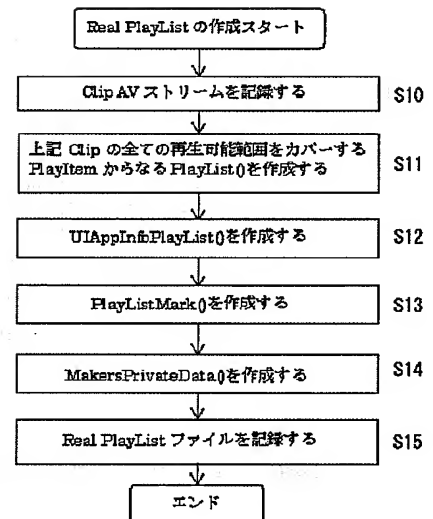 Real PlayList の作成スタート
Clip AV ストリームを記録する
S10
上記 Clip の全ての再生可能範囲をカバーする
PlayItem からなる PlayList()を作成する
S11
UIAppInfoPlayList()を作成する
S12
PlayListMark()を作成する
S13
MakersPrivateData()を作成する
S14
Real PlayList ファイルを記録する
S15
エンド